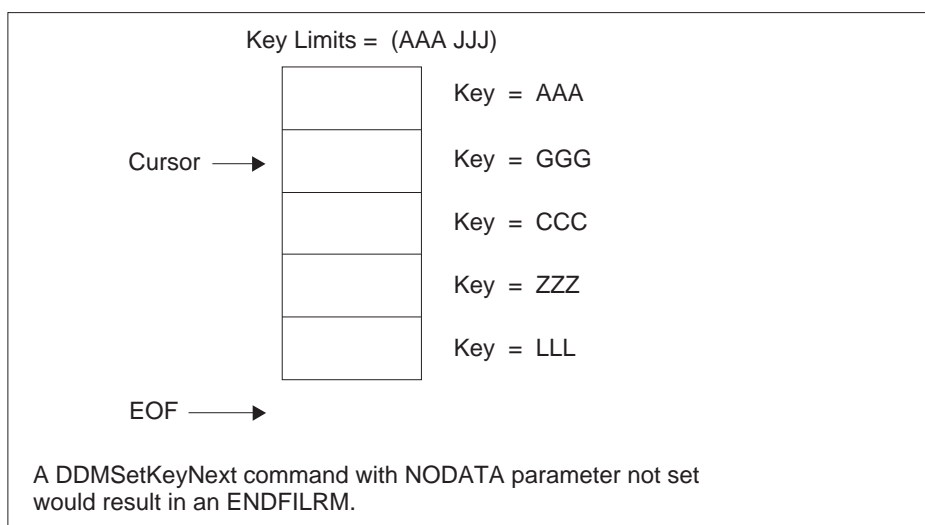 Key Limits = (AAA JJJ)
Key = AAA
Cursor
Key = GGG
Key = CCC
Key = ZZZ
Key = LLL
EOF
A DDMSetKeyNext command with NODATA parameter not set
would result in an ENDFILRM.